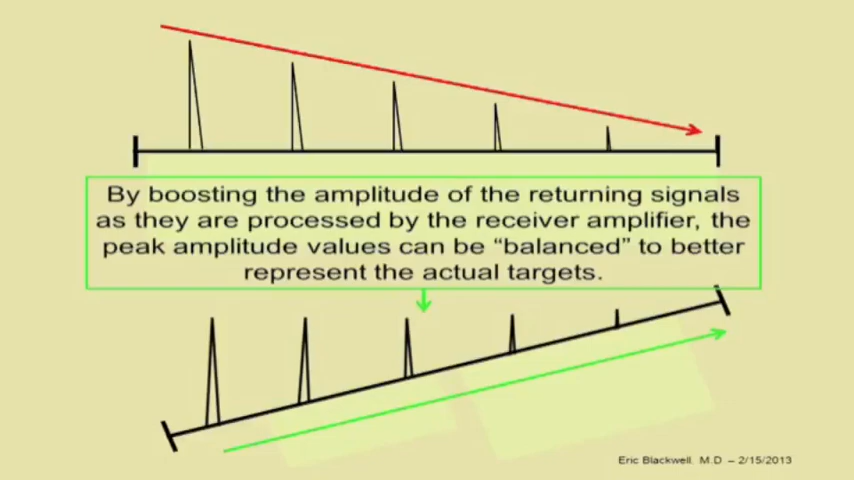 By boosting the amplitude of the returning signals
as they are processed by the receiver amplifier, the
peak amplitude values can be “balanced” to better
represent the actual targets.
Eric Blackwell, M.D – 2/15/2013